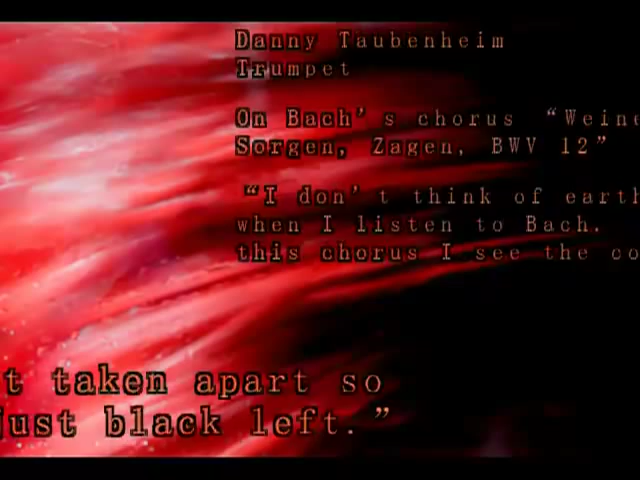 Danny Taubenheim
Trumpet
On Bach's chorus “Weine
Sorgen, Zagen, BWV 12”
“I don't think of eart
when I listen to Bach.
this chorus I see the co
t taken apart so
just black left.”